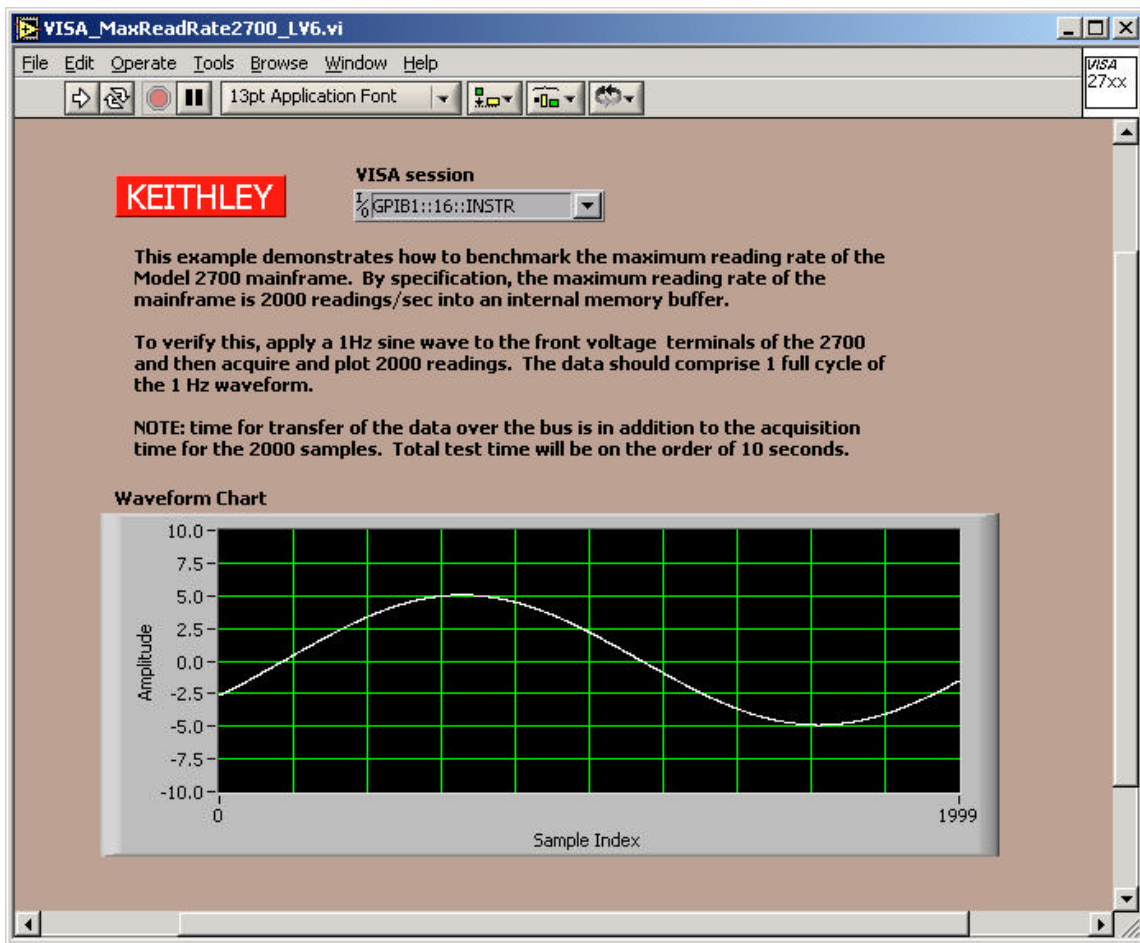 VISA_MaxReadRate2700_LV6.vi
File Edit Operate Tools Browse Window Help
VISA
27xx
13pt Application Font
KEITHLEY
VISA session
I/O GPIB1::16::INSTR
This example demonstrates how to benchmark the maximum reading rate of the
Model 2700 mainframe.  By specification, the maximum reading rate of the
mainframe is 2000 readings/sec into an internal memory buffer.
To verify this, apply a 1Hz sine wave to the front voltage  terminals of the 2700
and then acquire and plot 2000 readings.  The data should comprise 1 full cycle of
the 1 Hz waveform.
NOTE: time for transfer of the data over the bus is in addition to the acquisition
time for the 2000 samples.  Total test time will be on the order of 10 seconds.
Waveform Chart
10.0
7.5
5.0
2.5
0.0
-2.5
-5.0
-7.5
-10.0
Amplitude
0
1999
Sample Index